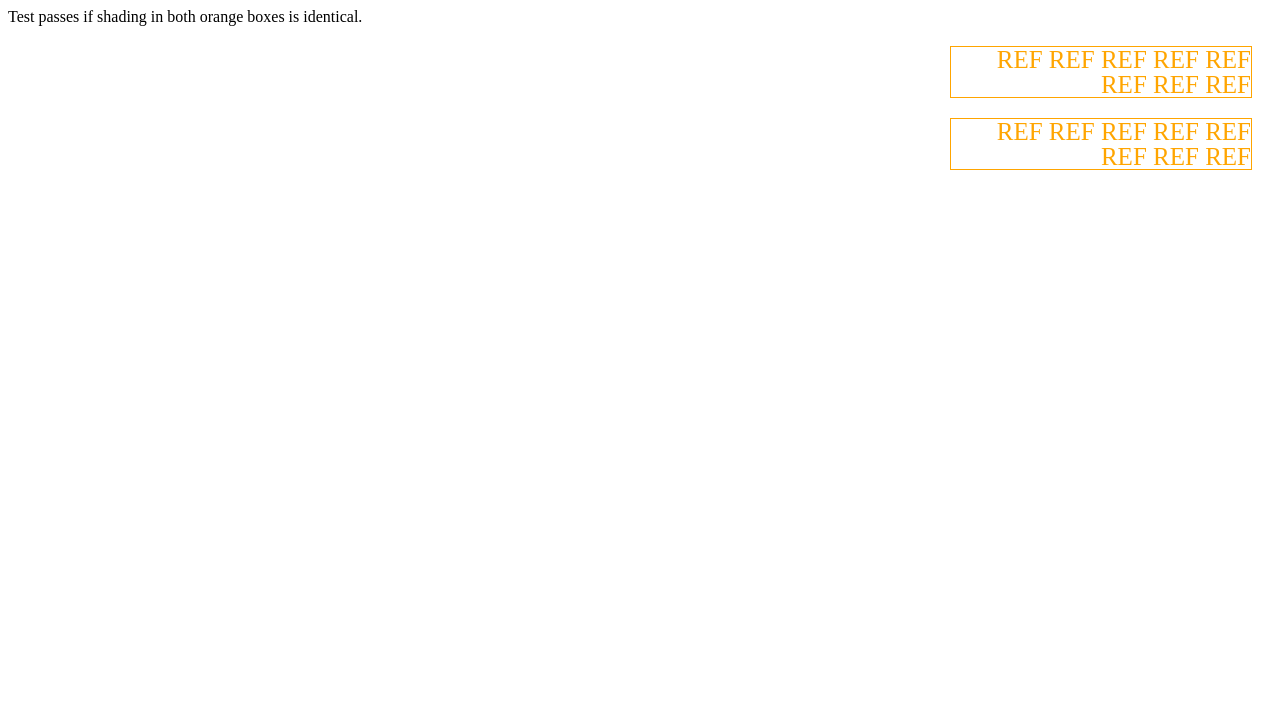 Test passes if shading in both orange boxes is identical.
REF REF REF REF REF
REF REF REF
REF REF REF REF REF
REF REF REF